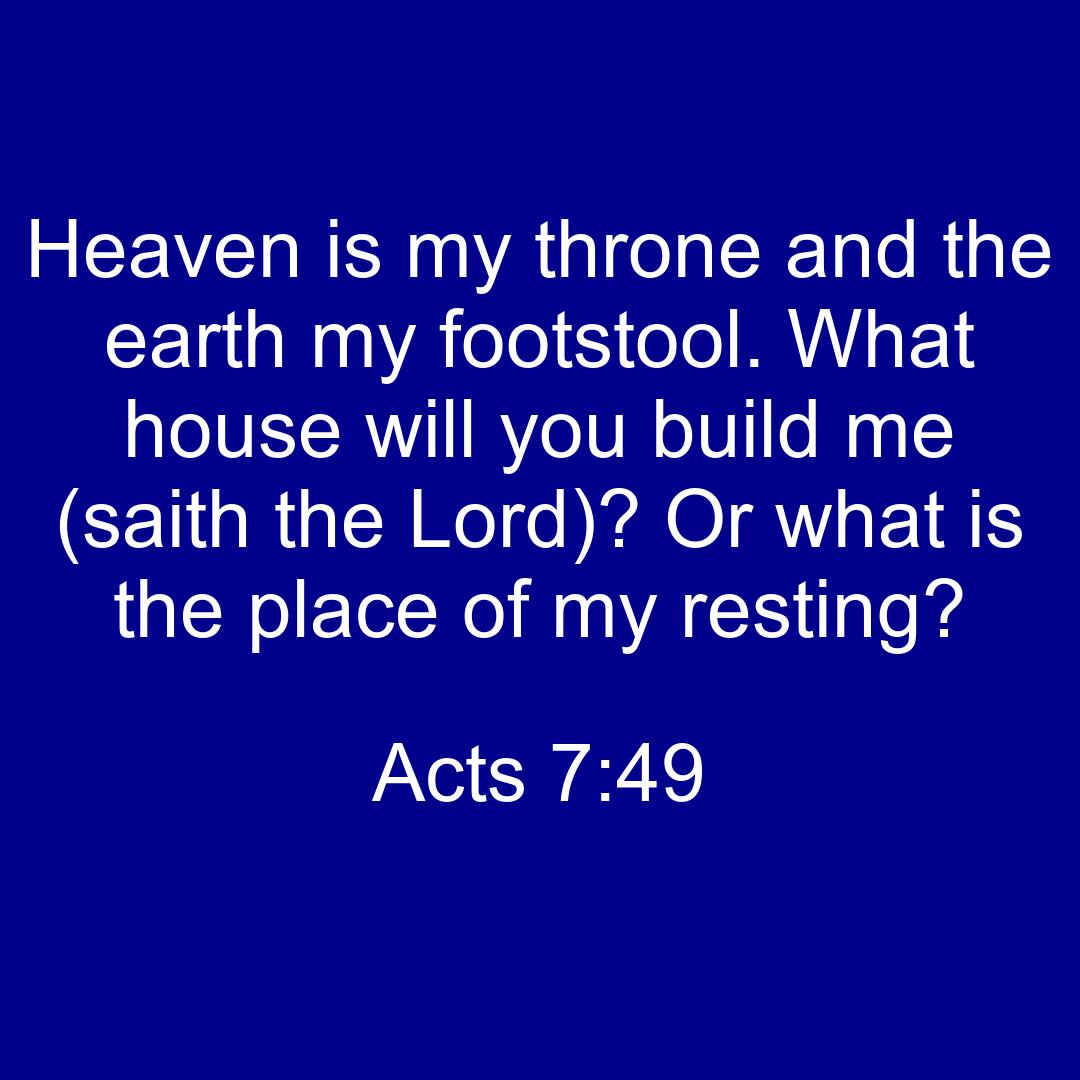 Heaven is my throne and the
earth my footstool. What
house will you build me
(saith the Lord)? Or what is
the place of my resting?
Acts 7:49